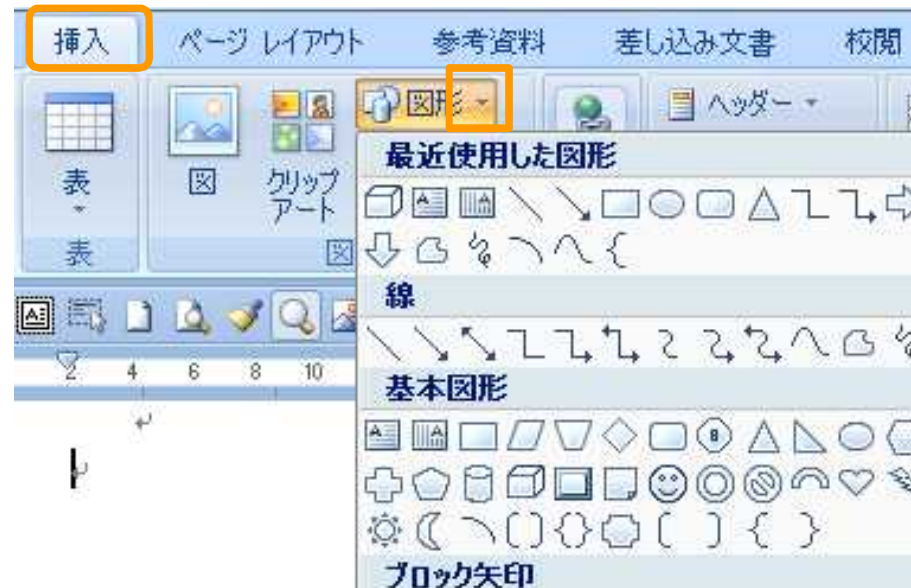 挿入 ページ レイアウト 参考資料 差し込み文書 校閲
図形 ヘッダー
表 図 クリップアート
表 図
最近使用した図形
線
2 4 6 8 10
基本図形
ブロック矢印